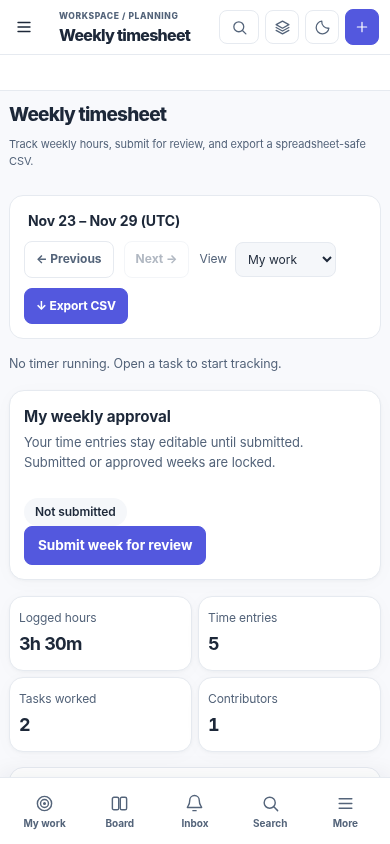 WORKSPACE / PLANNING
Weekly timesheet
Weekly timesheet
Track weekly hours, submit for review, and export a spreadsheet-safe
CSV.
Nov 23 – Nov 29 (UTC)
← Previous
Next →
View
My work
↓ Export CSV
No timer running. Open a task to start tracking.
My weekly approval
Your time entries stay editable until submitted.
Submitted or approved weeks are locked.
Not submitted
Submit week for review
Logged hours
3h 30m
Time entries
5
Tasks worked
2
Contributors
1
My work
Board
Inbox
Search
More